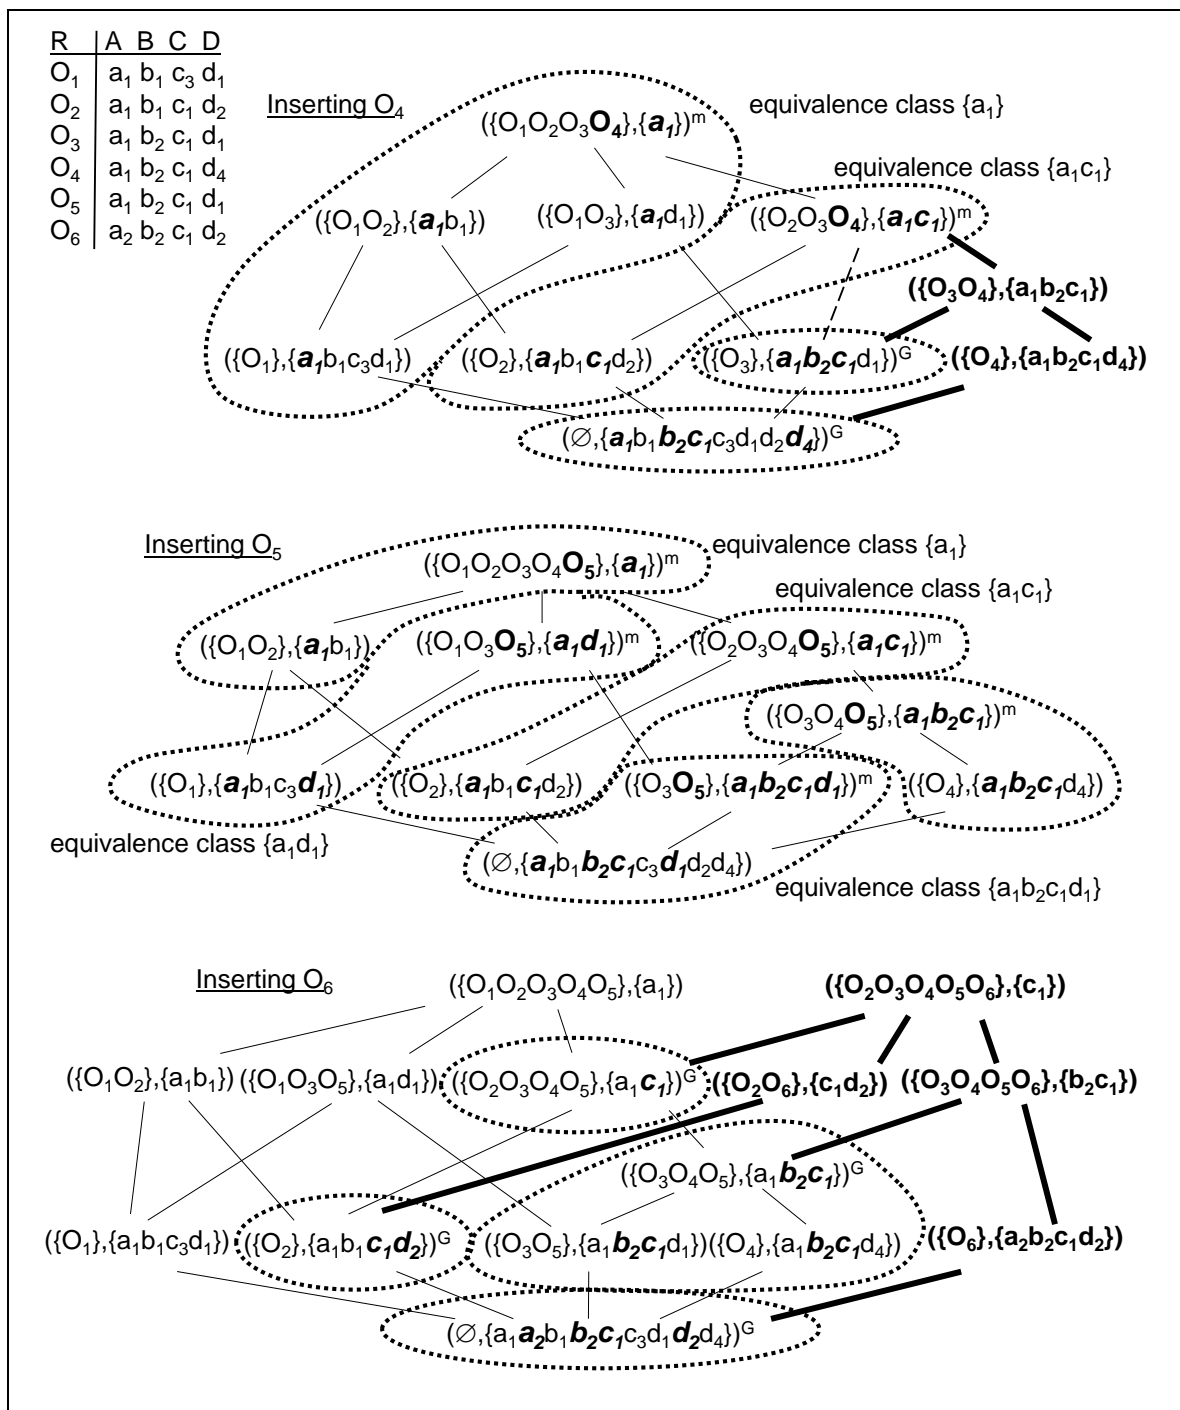 R A B C D
O₁ a₁ b₁ c₃ d₁
O₂ a₁ b₁ c₁ d₂
O₃ a₁ b₂ c₁ d₁
O₄ a₁ b₂ c₁ d₄
O₅ a₁ b₂ c₁ d₁
O₆ a₂ b₂ c₁ d₂
Inserting O₄
equivalence class {a₁}
({O₁O₂O₃O₄},{a₁})ᵐ
equivalence class {a₁c₁}
({O₁O₂},{a₁b₁}) ({O₁O₃},{a₁d₁}) ({O₂O₃O₄},{a₁c₁})ᵐ
({O₃O₄},{a₁b₂c₁})
({O₁},{a₁b₁c₃d₁}) ({O₂},{a₁b₁c₁d₂}) ({O₃},{a₁b₂c₁d₁})ᴳ ({O₄},{a₁b₂c₁d₄})
(∅,{a₁b₁b₂c₁c₃d₁d₂d₄})ᴳ
Inserting O₅
equivalence class {a₁}
({O₁O₂O₃O₄O₅},{a₁})ᵐ
equivalence class {a₁c₁}
({O₁O₂},{a₁b₁}) ({O₁O₃O₅},{a₁d₁})ᵐ ({O₂O₃O₄O₅},{a₁c₁})ᵐ
({O₃O₄O₅},{a₁b₂c₁})ᵐ
({O₁},{a₁b₁c₃d₁}) ({O₂},{a₁b₁c₁d₂}) ({O₃O₅},{a₁b₂c₁d₁})ᵐ ({O₄},{a₁b₂c₁d₄})
equivalence class {a₁d₁}
(∅,{a₁b₁b₂c₁c₃d₁d₂d₄})
equivalence class {a₁b₂c₁d₁}
Inserting O₆
({O₁O₂O₃O₄O₅},{a₁}) ({O₂O₃O₄O₅O₆},{c₁})
({O₁O₂},{a₁b₁}) ({O₁O₃O₅},{a₁d₁}) ({O₂O₃O₄O₅},{a₁c₁})ᴳ ({O₂O₆},{c₁d₂}) ({O₃O₄O₅O₆},{b₂c₁})
({O₃O₄O₅},{a₁b₂c₁})ᴳ
({O₁},{a₁b₁c₃d₁}) ({O₂},{a₁b₁c₁d₂})ᴳ ({O₃O₅},{a₁b₂c₁d₁}) ({O₄},{a₁b₂c₁d₄}) ({O₆},{a₂b₂c₁d₂})
(∅,{a₁a₂b₁b₂c₁c₃d₁d₂d₄})ᴳ